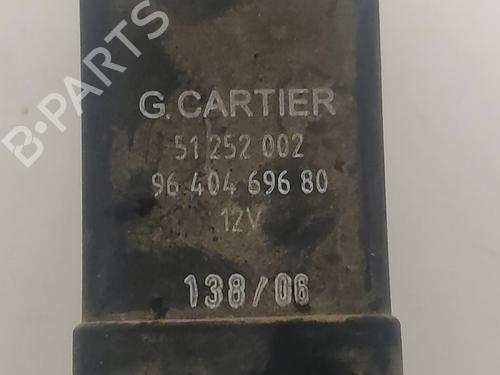 B-PARTS
G.CARTIER
51 252 002
96 404 696 80
12V
138/06